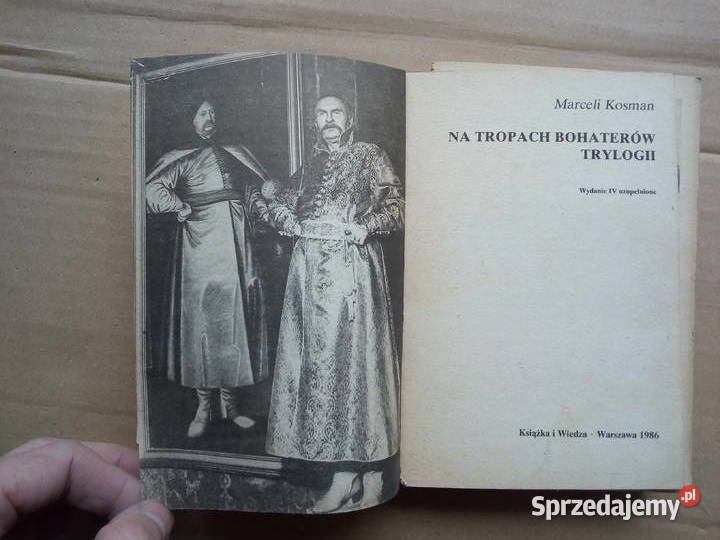 Marceli Kosman
NA TROPACH BOHATERÓW
TRYLOGII
Wydanie IV uzupełnione
Książka i Wiedza · Warszawa 1986
Sprzedajemy.pl